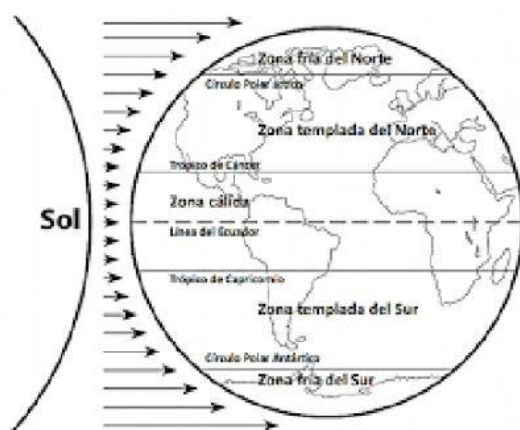 Zona fría del Norte
Círculo Polar ártico
Zona templada del Norte
Trópico de Cáncer
Zona cálida
Sol
Línea del Ecuador
Trópico de Capricornio
Zona templada del Sur
Círculo Polar Antártica
Zona fría del Sur